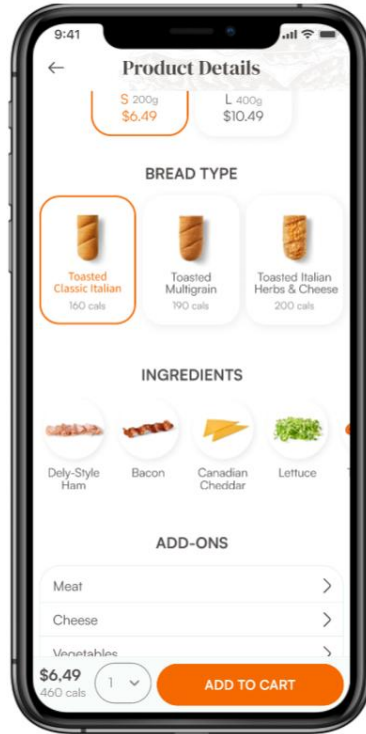 9:41
Product Details
S 200g
L 400g
$6.49
$10.49
BREAD TYPE
Toasted
Classic Italian
160 cals
Toasted
Multigrain
190 cals
Toasted Italian
Herbs & Cheese
200 cals
INGREDIENTS
Dely-Style
Ham
Bacon
Canadian
Cheddar
Lettuce
ADD-ONS
Meat
Cheese
Vegetables
$6,49
460 cals
1
ADD TO CART